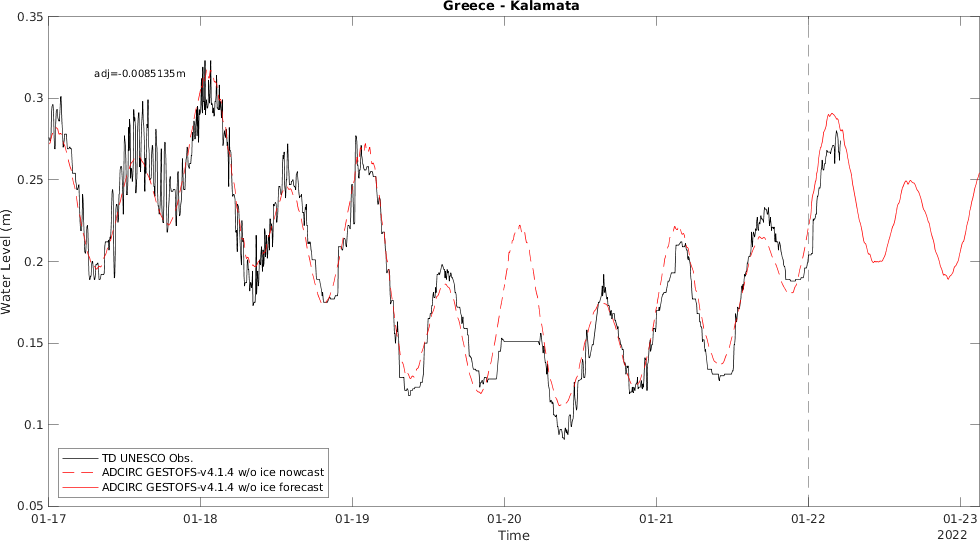 Greece - Kalamata
0.35
adj=-0.0085135m
0.3
0.25
0.2
0.15
0.1
0.05
Water Level (m)
TD UNESCO Obs.
ADCIRC GESTOFS-v4.1.4 w/o ice nowcast
ADCIRC GESTOFS-v4.1.4 w/o ice forecast
01-17 01-18 01-19 01-20 01-21 01-22 01-23
Time 2022